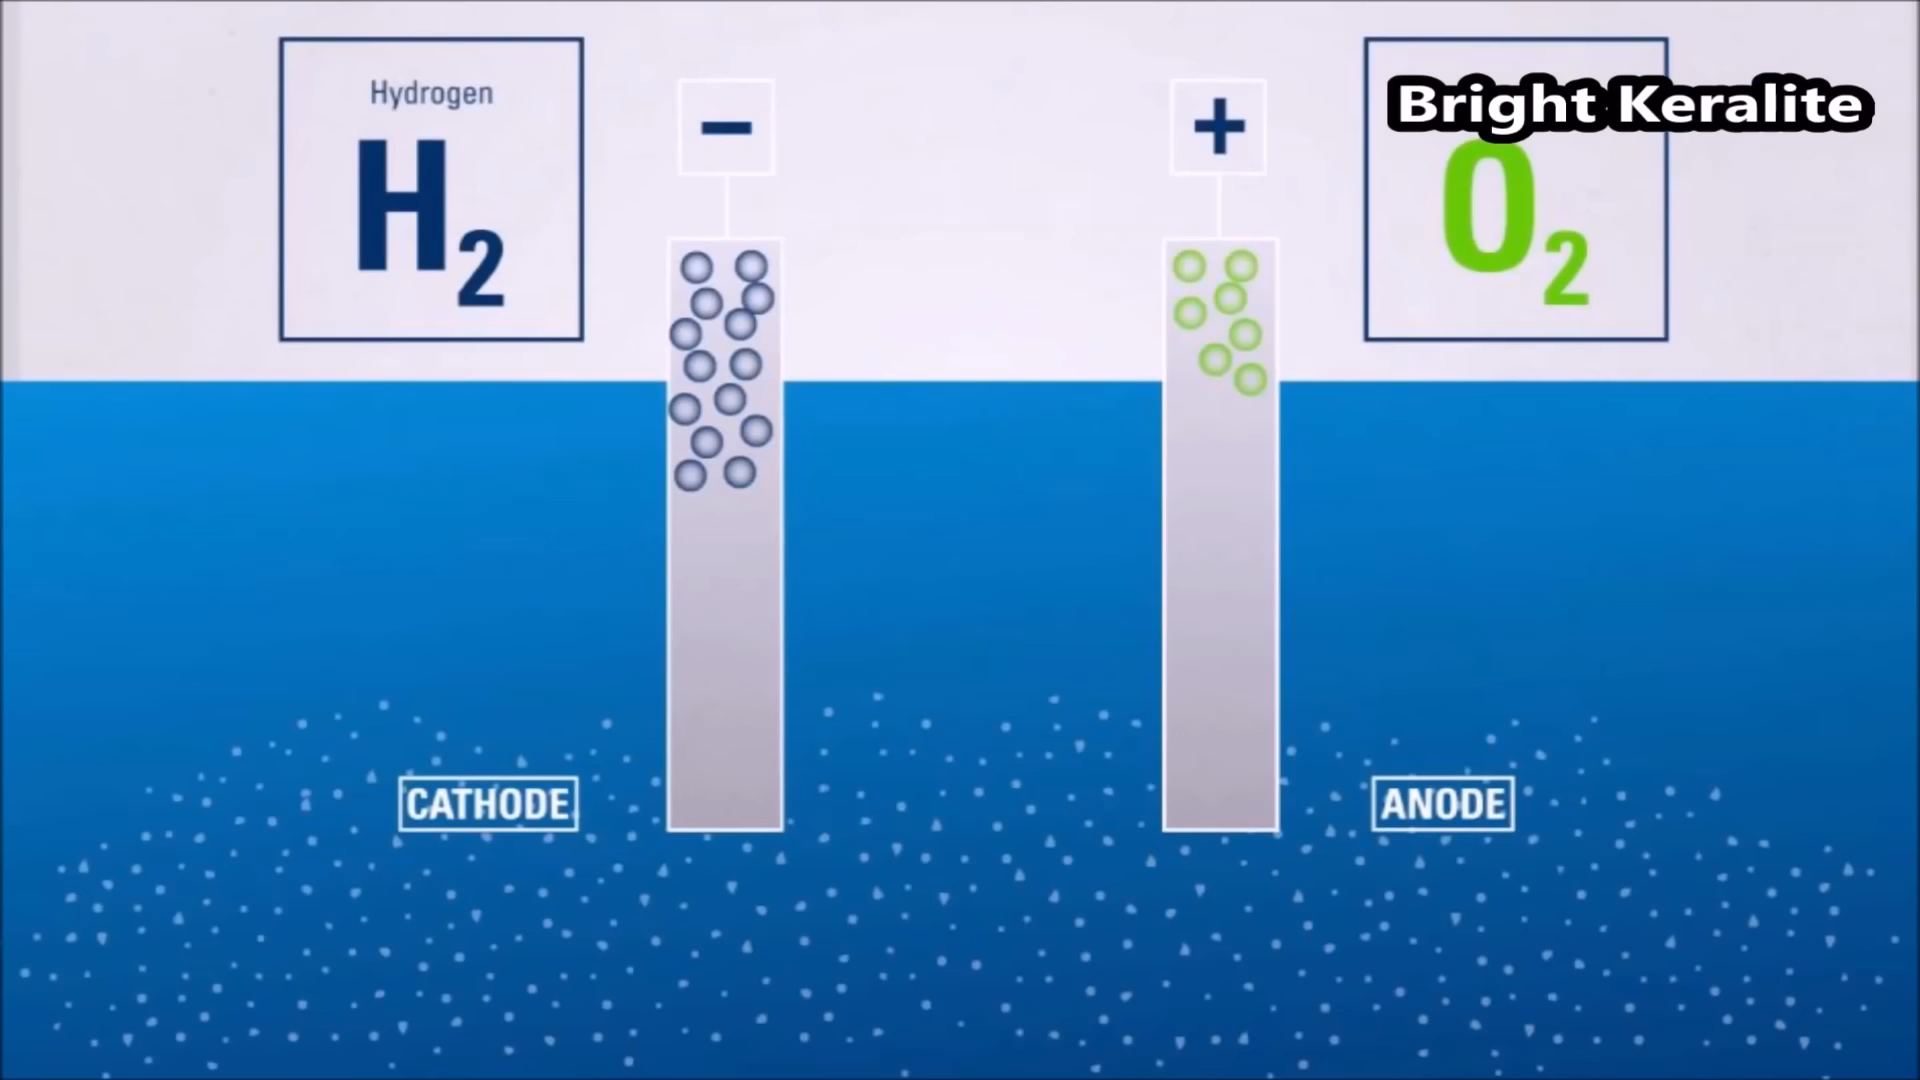 Hydrogen
H2
−
+
Bright Keralite
O2
CATHODE
ANODE